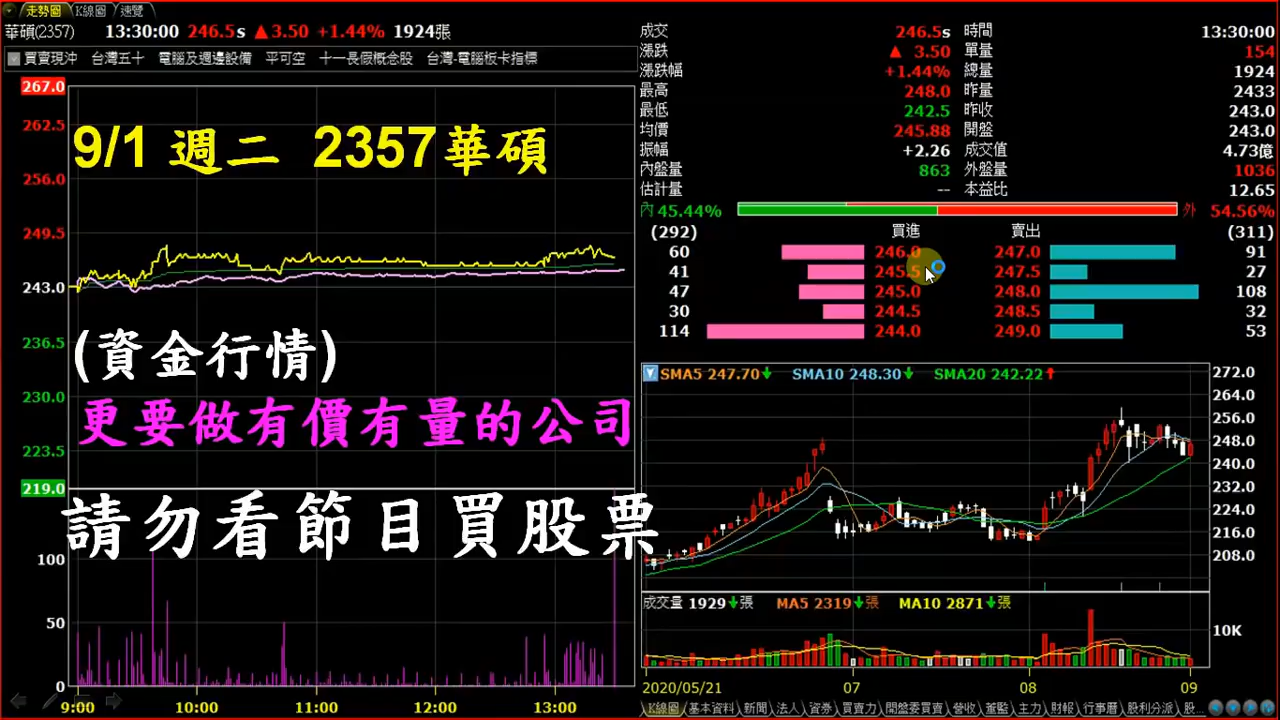 走勢圖 K線圖 速覽
華碩(2357) 13:30:00 246.5s ▲3.50 +1.44% 1924張
買賣現沖 台灣五十 電腦及週邊設備 平可空 十一長假概念股 台灣-電腦板卡指標
267.0
262.5
9/1 週二 2357華碩
256.0
249.5
243.0
(資金行情)
236.5
230.0
更要做有價有量的公司
223.5
219.0
請勿看節目買股票
100
50
0
9:00 10:00 11:00 12:00 13:00
成交 246.5s 時間 13:30:00
漲跌 ▲ 3.50 單量 154
漲跌幅 +1.44% 總量 1924
最高 248.0 昨量 2433
最低 242.5 昨收 243.0
均價 245.88 開盤 243.0
振幅 +2.26 成交值 4.73億
內盤量 863 外盤量 1036
估計量 -- 本益比 12.65
內 45.44% 外 54.56%
(292) 買進 賣出 (311)
60 246.0 247.0 91
41 245.5 247.5 27
47 245.0 248.0 108
30 244.5 248.5 32
114 244.0 249.0 53
SMA5 247.70↓ SMA10 248.30↓ SMA20 242.22↑
272.0
264.0
256.0
248.0
240.0
232.0
224.0
216.0
208.0
成交量 1929↓張 MA5 2319↓張 MA10 2871↓張
10K
2020/05/21 07 08 09
K線圖 基本資料 新聞 法人 資券 買賣力 開盤委買賣 營收 籌監 主力 財報 行事曆 股利分派 股...